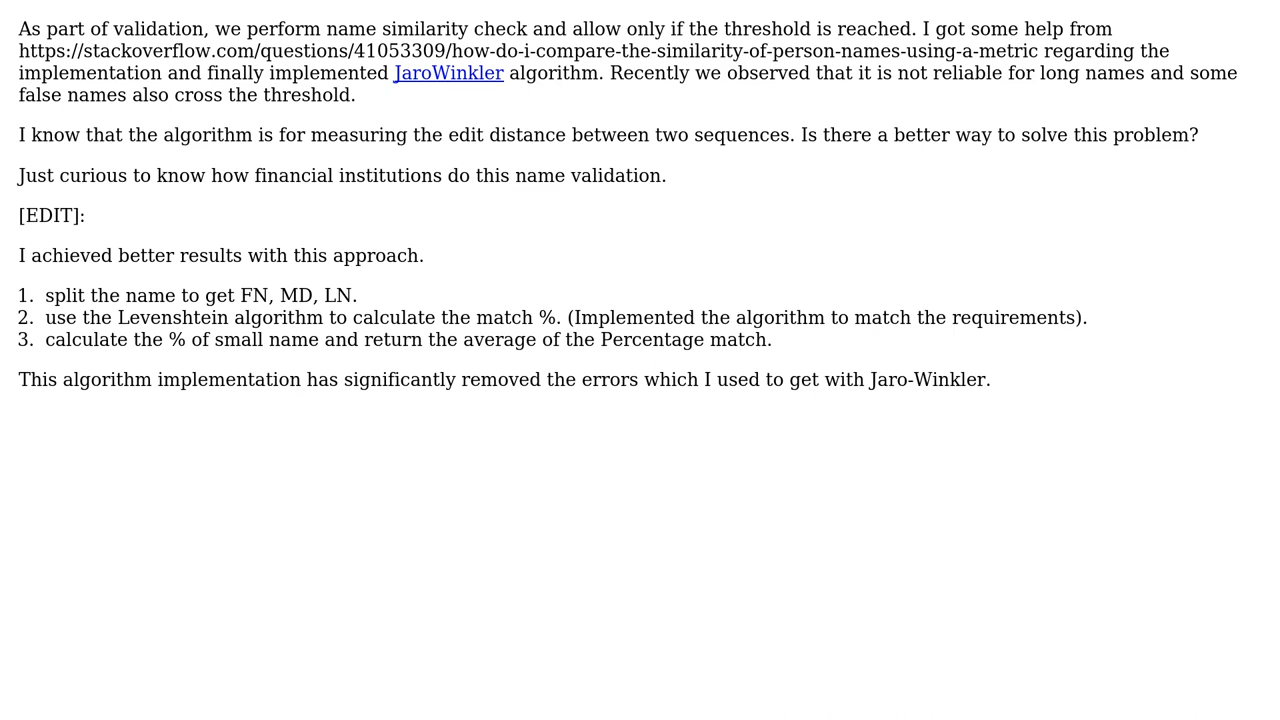 As part of validation, we perform name similarity check and allow only if the threshold is reached. I got some help from
https://stackoverflow.com/questions/41053309/how-do-i-compare-the-similarity-of-person-names-using-a-metric regarding the
implementation and finally implemented JaroWinkler algorithm. Recently we observed that it is not reliable for long names and some
false names also cross the threshold.
I know that the algorithm is for measuring the edit distance between two sequences. Is there a better way to solve this problem?
Just curious to know how financial institutions do this name validation.
[EDIT]:
I achieved better results with this approach.
1. split the name to get FN, MD, LN.
2. use the Levenshtein algorithm to calculate the match %. (Implemented the algorithm to match the requirements).
3. calculate the % of small name and return the average of the Percentage match.
This algorithm implementation has significantly removed the errors which I used to get with Jaro-Winkler.